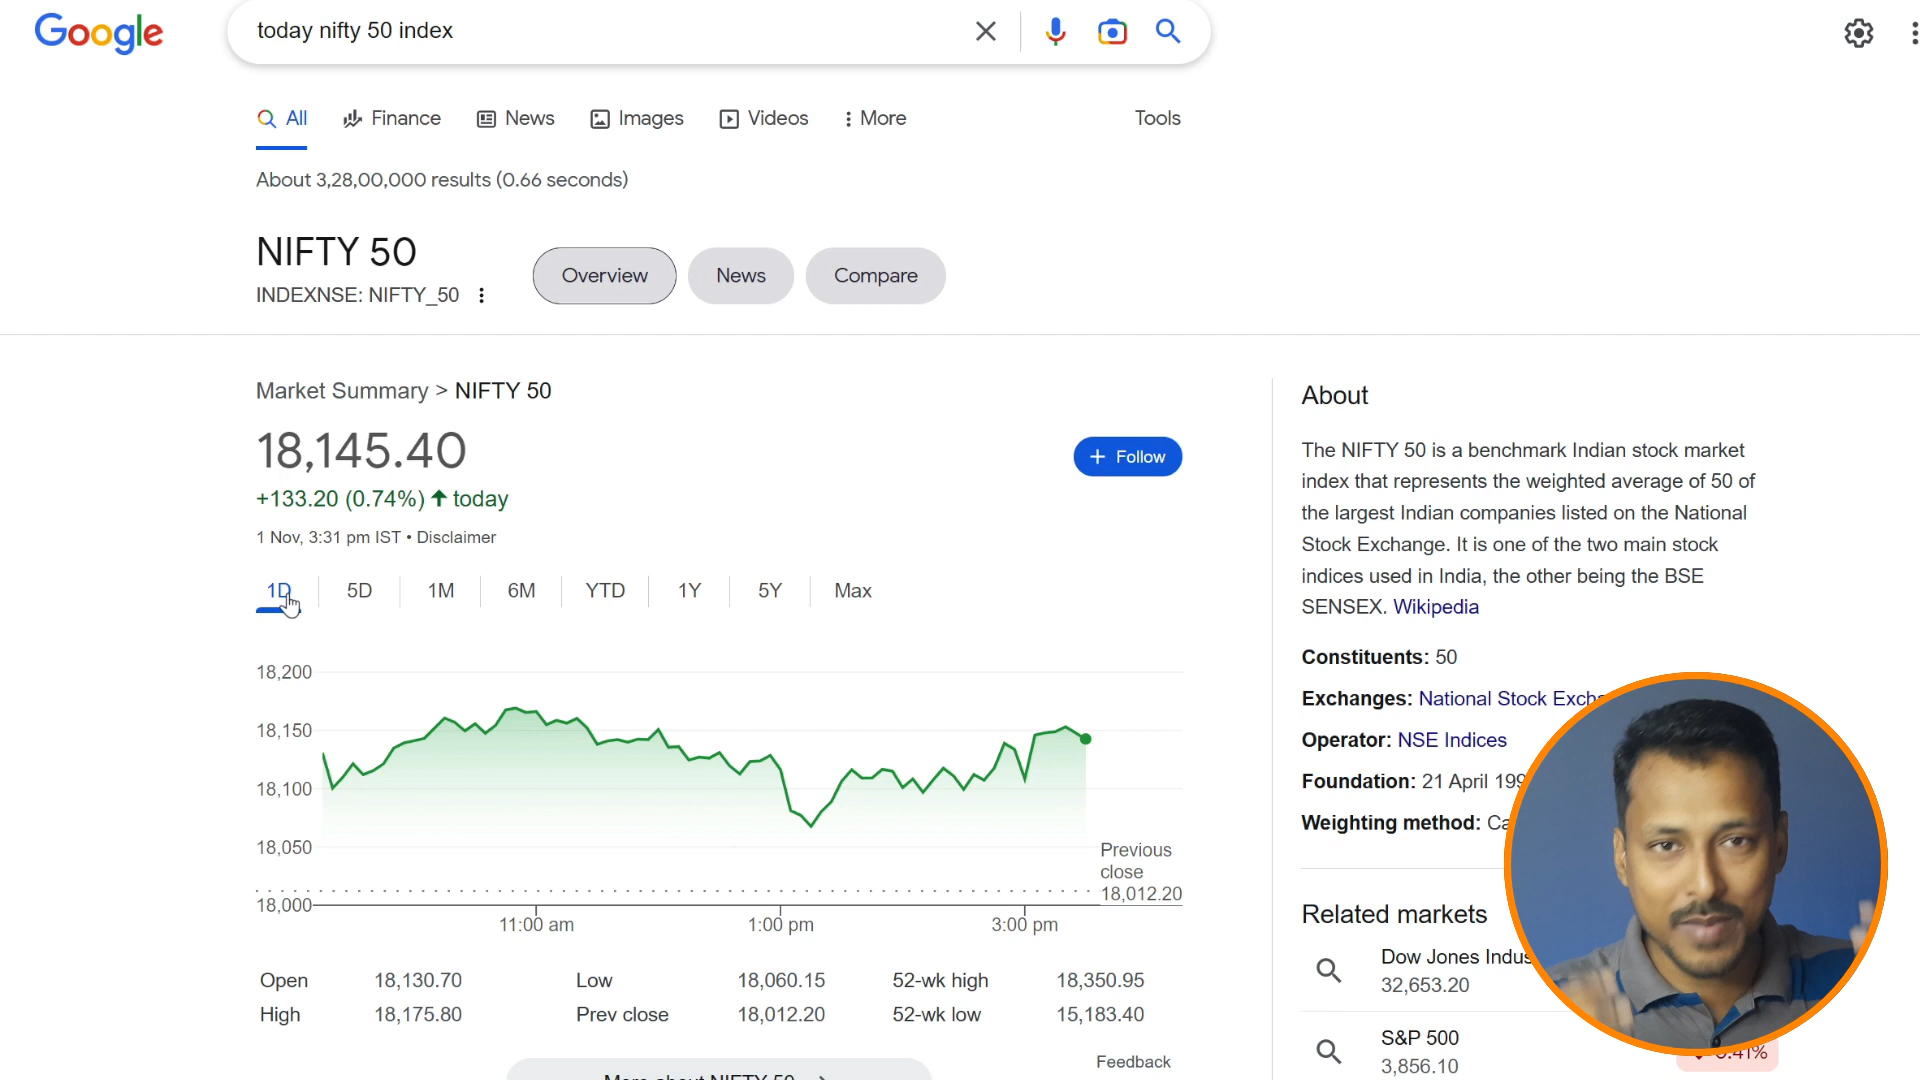 Google
today nifty 50 index
All
Finance
News
Images
Videos
More
Tools
About 3,28,00,000 results (0.66 seconds)
NIFTY 50
INDEXNSE: NIFTY_50
Overview
News
Compare
Market Summary > NIFTY 50
18,145.40
+133.20 (0.74%) today
1 Nov, 3:31 pm IST • Disclaimer
+ Follow
1D
5D
1M
6M
YTD
1Y
5Y
Max
18,200
18,150
18,100
18,050
18,000
Previous
close
18,012.20
11:00 am
1:00 pm
3:00 pm
Open 18,130.70 Low 18,060.15 52-wk high 18,350.95
High 18,175.80 Prev close 18,012.20 52-wk low 15,183.40
Feedback
More about NIFTY 50
About
The NIFTY 50 is a benchmark Indian stock market
index that represents the weighted average of 50 of
the largest Indian companies listed on the National
Stock Exchange. It is one of the two main stock
indices used in India, the other being the BSE
SENSEX. Wikipedia
Constituents: 50
Exchanges: National Stock
Operator: NSE Indices
Foundation: 21 April
Weighting method:
Related markets
Dow Jones
32,653.20
S&P 500
3,856.10